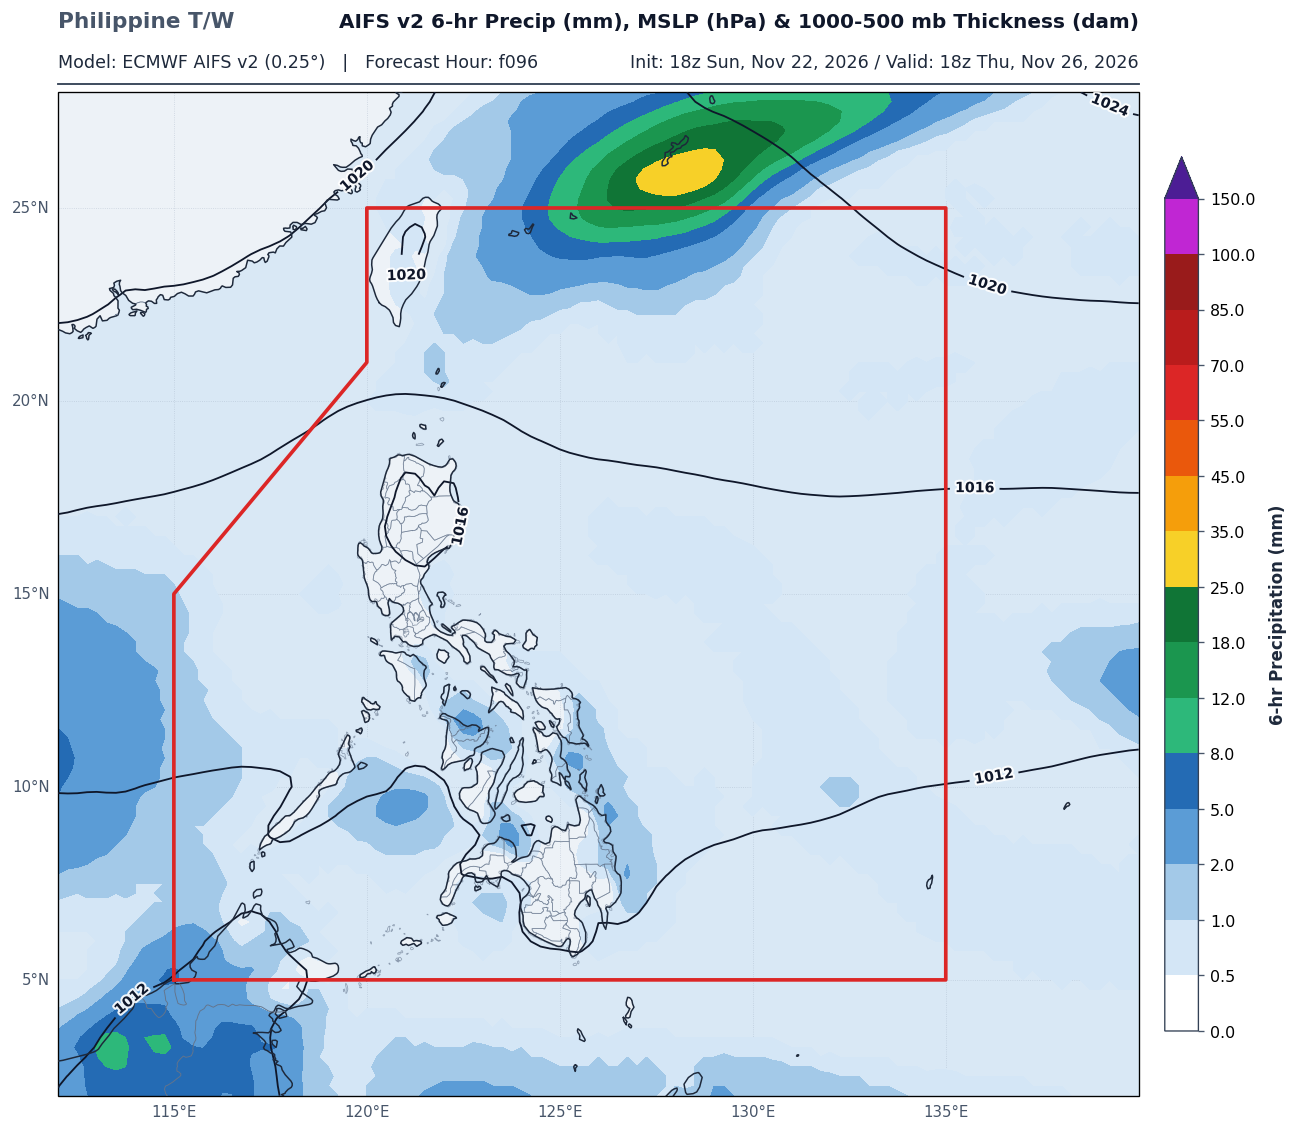 Philippine T/W
AIFS v2 6-hr Precip (mm), MSLP (hPa) & 1000-500 mb Thickness (dam)
Model: ECMWF AIFS v2 (0.25°) | Forecast Hour: f096
Init: 18z Sun, Nov 22, 2026 / Valid: 18z Thu, Nov 26, 2026
1024
1020
1020
1020
1016
1016
1012
1012
25°N
20°N
15°N
10°N
5°N
115°E
120°E
125°E
130°E
135°E
150.0
100.0
85.0
70.0
55.0
45.0
35.0
25.0
18.0
12.0
8.0
5.0
2.0
1.0
0.5
0.0
6-hr Precipitation (mm)